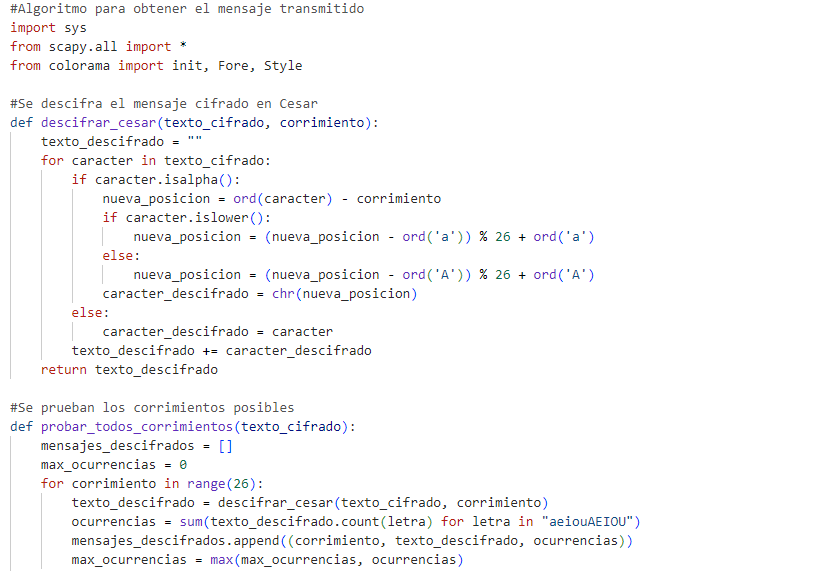 #Algoritmo para obtener el mensaje transmitido
import sys
from scapy.all import *
from colorama import init, Fore, Style

#Se descifra el mensaje cifrado en Cesar
def descifrar_cesar(texto_cifrado, corrimiento):
    texto_descifrado = ""
    for caracter in texto_cifrado:
        if caracter.isalpha():
            nueva_posicion = ord(caracter) - corrimiento
            if caracter.islower():
                nueva_posicion = (nueva_posicion - ord('a')) % 26 + ord('a')
            else:
                nueva_posicion = (nueva_posicion - ord('A')) % 26 + ord('A')
            caracter_descifrado = chr(nueva_posicion)
        else:
            caracter_descifrado = caracter
        texto_descifrado += caracter_descifrado
    return texto_descifrado

#Se prueban los corrimientos posibles
def probar_todos_corrimientos(texto_cifrado):
    mensajes_descifrados = []
    max_ocurrencias = 0
    for corrimiento in range(26):
        texto_descifrado = descifrar_cesar(texto_cifrado, corrimiento)
        ocurrencias = sum(texto_descifrado.count(letra) for letra in "aeiouAEIOU")
        mensajes_descifrados.append((corrimiento, texto_descifrado, ocurrencias))
        max_ocurrencias = max(max_ocurrencias, ocurrencias)